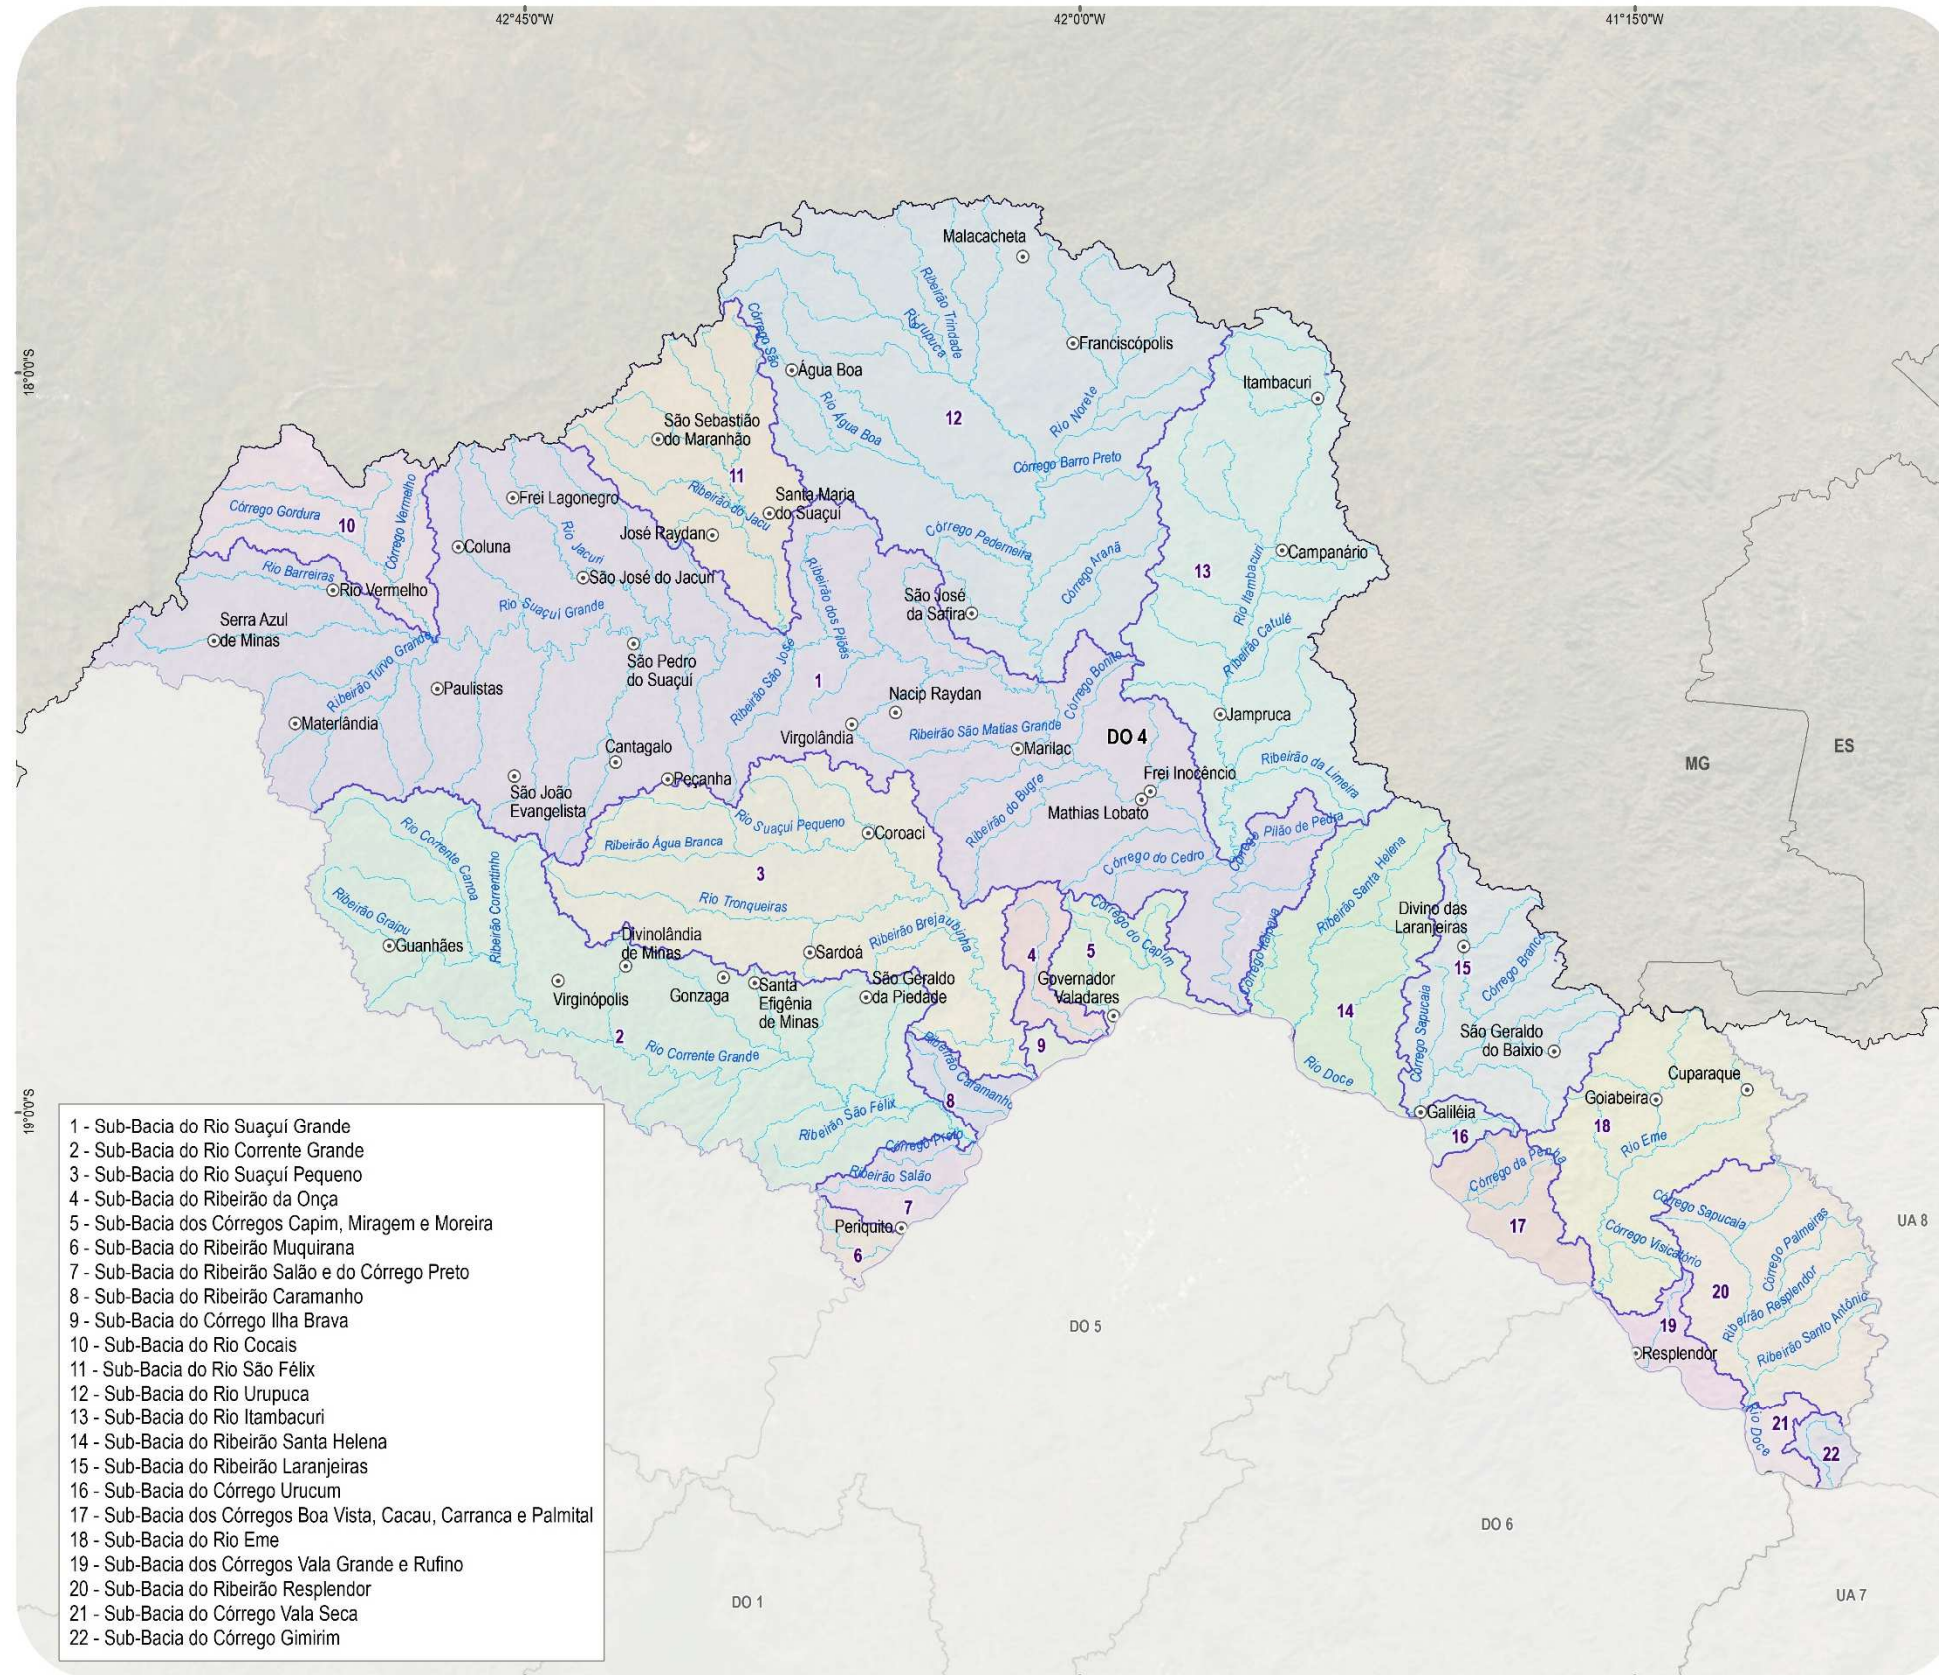 42°45'0"W
42°0'0"W
41°15'0"W
18°0'0"S
19°0'0"S
Malacacheta
Ribeirão Trindade
Franciscópolis
Córrego São
Água Boa
Itambacuri
Rio Água Boa
12
Rio Norete
São Sebastião
do Maranhão
11
Córrego Barro Preto
Ribeirão do Jacu
Santa Maria
do Suaçuí
José Raydan
Frei Lagonegro
Córrego Vermelho
Córrego Gordura
10
Coluna
Rio Jacuri
São José do Jacuri
Córrego Pederneira
Córrego Aranã
Campanário
13
Rio Itambacuri
Rio Barreiras
Rio Vermelho
Rio Suaçuí Grande
Ribeirão dos Pilões
São José
da Safira
Serra Azul
de Minas
Ribeirão Turvo Grande
São Pedro
do Suaçuí
Ribeirão São José
Ribeirão Catulé
Paulistas
1
Córrego Bonito
Nacip Raydan
Materlândia
Virgolândia
Ribeirão São Matias Grande
Jampruca
DO 4
Marilac
Cantagalo
Peçanha
Frei Inocêncio
Ribeirão da Limeira
São João
Evangelista
Ribeirão do Bugre
Mathias Lobato
MG
ES
Rio Corrente Canoa
Rio Suaçuí Pequeno
Coroaci
Ribeirão Água Branca
Córrego
Pilão de Pedra
Córrego do Cedro
Ribeirão Santa Helena
3
Ribeirão Correntinho
Rio Tronqueiras
Ribeirão Graipu
Guanhães
Ribeirão Brejaubinha
Córrego do Capim
Divino das
Laranjeiras
Divinolândia
de Minas
Sardoá
4
5
Córrego Itapava
15
Córrego Branco
Virginópolis
Gonzaga
Santa
Efigênia
de Minas
São Geraldo
da Piedade
Governador
Valadares
14
2
Rio Corrente Grande
Ribeirão Caramanho
9
Córrego Sapucaia
São Geraldo
do Baixio
Rio Doce
Cuparaque
Goiabeira
8
Galiléia
Ribeirão São Félix
Córrego Preto
16
18
Rio Eme
Ribeirão Salão
Córrego da Penha
7
Periquito
6
17
Córrego Sapucaia
Córrego Palmeiras
UA 8
Córrego Visicatório
20
Ribeirão Resplendor
DO 5
19
Resplendor
Ribeirão Santo Antônio
Rio Doce
21
22
DO 6
DO 1
UA 7
1 - Sub-Bacia do Rio Suaçuí Grande
2 - Sub-Bacia do Rio Corrente Grande
3 - Sub-Bacia do Rio Suaçuí Pequeno
4 - Sub-Bacia do Ribeirão da Onça
5 - Sub-Bacia dos Córregos Capim, Miragem e Moreira
6 - Sub-Bacia do Ribeirão Muquirana
7 - Sub-Bacia do Ribeirão Salão e do Córrego Preto
8 - Sub-Bacia do Ribeirão Caramanho
9 - Sub-Bacia do Córrego Ilha Brava
10 - Sub-Bacia do Rio Cocais
11 - Sub-Bacia do Rio São Félix
12 - Sub-Bacia do Rio Urupuca
13 - Sub-Bacia do Rio Itambacuri
14 - Sub-Bacia do Ribeirão Santa Helena
15 - Sub-Bacia do Ribeirão Laranjeiras
16 - Sub-Bacia do Córrego Urucum
17 - Sub-Bacia dos Córregos Boa Vista, Cacau, Carranca e Palmital
18 - Sub-Bacia do Rio Eme
19 - Sub-Bacia dos Córregos Vala Grande e Rufino
20 - Sub-Bacia do Ribeirão Resplendor
21 - Sub-Bacia do Córrego Vala Seca
22 - Sub-Bacia do Córrego Gimirim